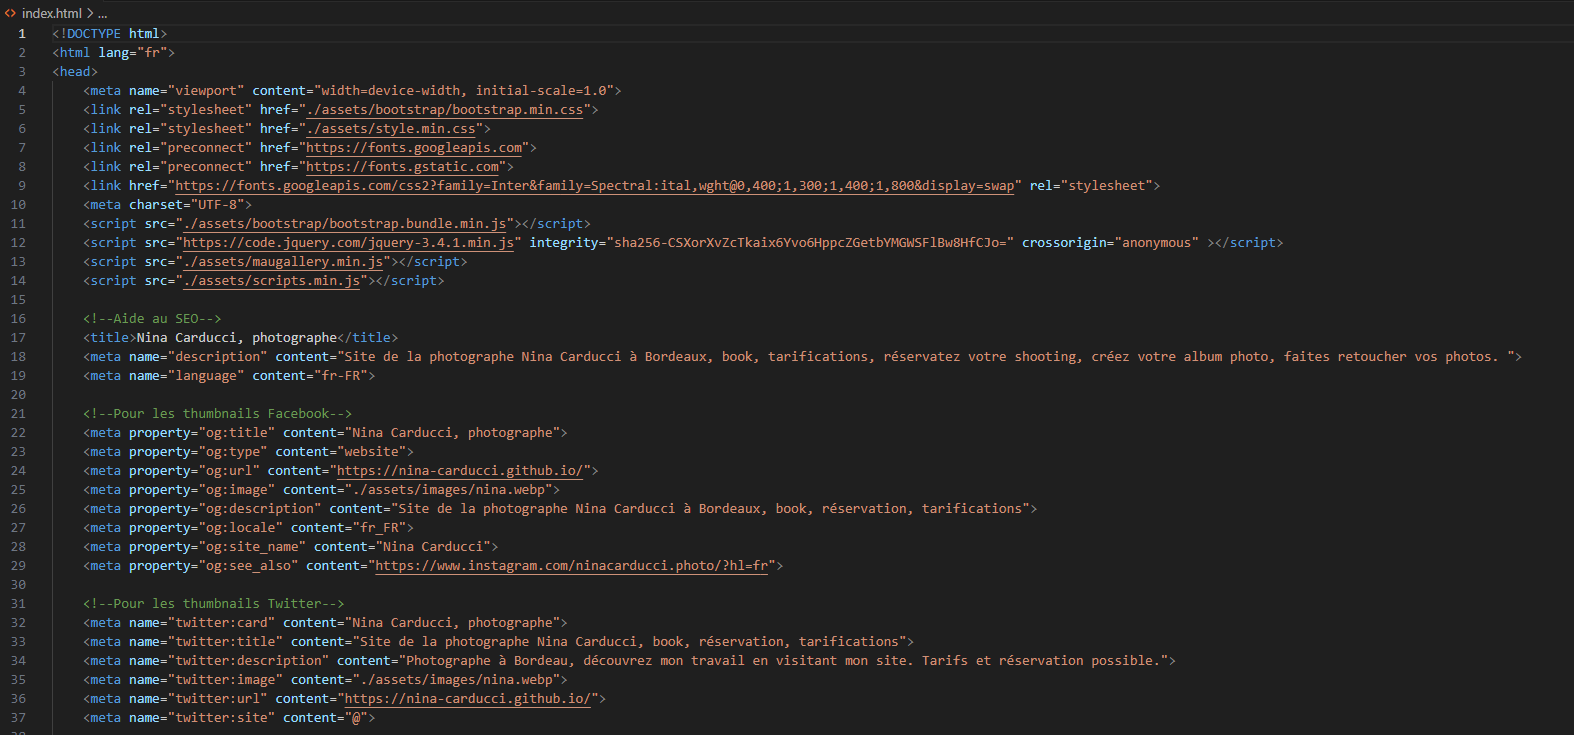 index.html > ...
1 <!DOCTYPE html>
2 <html lang="fr">
3 <head>
4 <meta name="viewport" content="width=device-width, initial-scale=1.0">
5 <link rel="stylesheet" href="./assets/bootstrap/bootstrap.min.css">
6 <link rel="stylesheet" href="./assets/style.min.css">
7 <link rel="preconnect" href="https://fonts.googleapis.com">
8 <link rel="preconnect" href="https://fonts.gstatic.com">
9 <link href="https://fonts.googleapis.com/css2?family=Inter&family=Spectral:ital,wght@0,400;1,300;1,400;1,800&display=swap" rel="stylesheet">
10 <meta charset="UTF-8">
11 <script src="./assets/bootstrap/bootstrap.bundle.min.js"></script>
12 <script src="https://code.jquery.com/jquery-3.4.1.min.js" integrity="sha256-CSXorXvZcTkaix6Yvo6HppcZGetbYMGWSFlBw8HfCJo=" crossorigin="anonymous" ></script>
13 <script src="./assets/maugallery.min.js"></script>
14 <script src="./assets/scripts.min.js"></script>
15
16 <!--Aide au SEO-->
17 <title>Nina Carducci, photographe</title>
18 <meta name="description" content="Site de la photographe Nina Carducci à Bordeaux, book, tarifications, réservatez votre shooting, créez votre album photo, faites retoucher vos photos. ">
19 <meta name="language" content="fr-FR">
20
21 <!--Pour les thumbnails Facebook-->
22 <meta property="og:title" content="Nina Carducci, photographe">
23 <meta property="og:type" content="website">
24 <meta property="og:url" content="https://nina-carducci.github.io/">
25 <meta property="og:image" content="./assets/images/nina.webp">
26 <meta property="og:description" content="Site de la photographe Nina Carducci à Bordeaux, book, réservation, tarifications">
27 <meta property="og:locale" content="fr_FR">
28 <meta property="og:site_name" content="Nina Carducci">
29 <meta property="og:see_also" content="https://www.instagram.com/ninacarducci.photo/?hl=fr">
30
31 <!--Pour les thumbnails Twitter-->
32 <meta name="twitter:card" content="Nina Carducci, photographe">
33 <meta name="twitter:title" content="Site de la photographe Nina Carducci, book, réservation, tarifications">
34 <meta name="twitter:description" content="Photographe à Bordeau, découvrez mon travail en visitant mon site. Tarifs et réservation possible.">
35 <meta name="twitter:image" content="./assets/images/nina.webp">
36 <meta name="twitter:url" content="https://nina-carducci.github.io/">
37 <meta name="twitter:site" content="@">